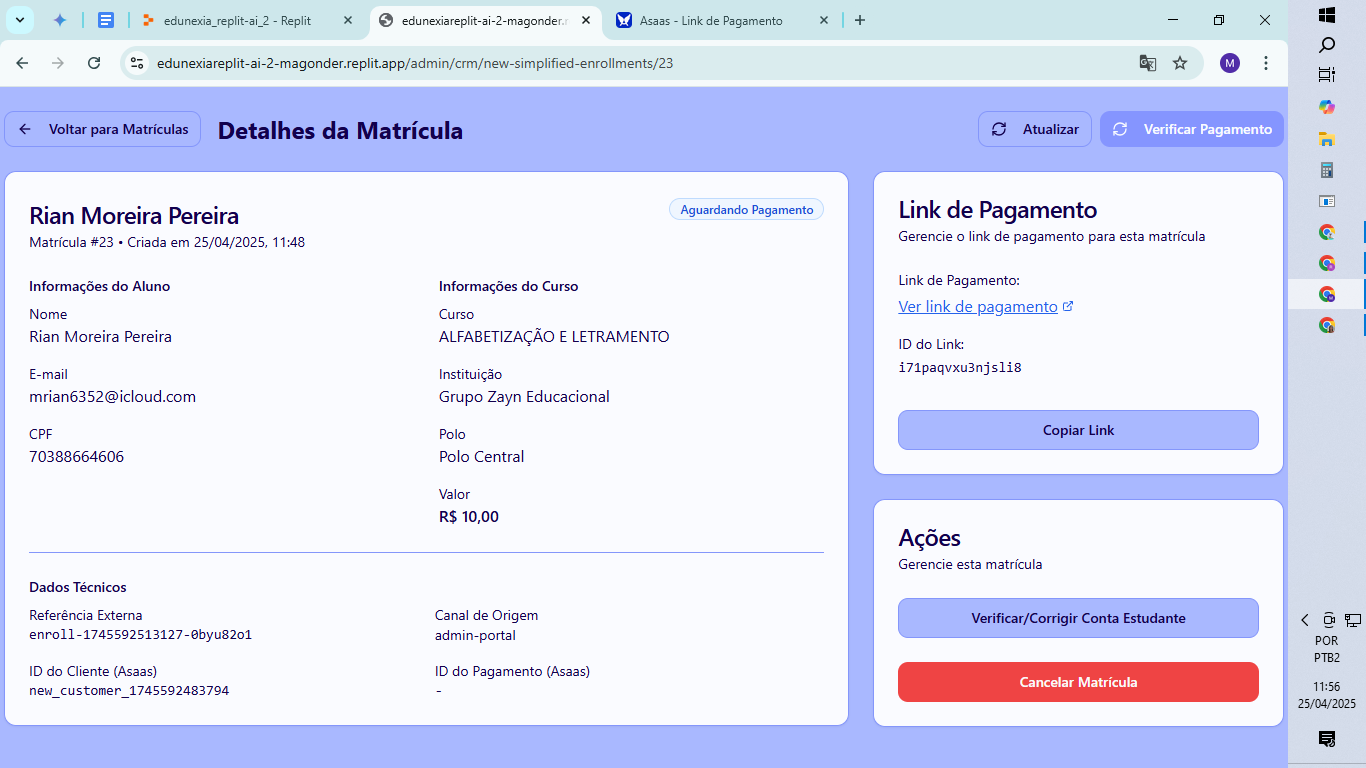 edunexia_replit-ai_2 - Replit
edunexiareplit-ai-2-magonder.r
Asaas - Link de Pagamento
edunexiareplit-ai-2-magonder.replit.app/admin/crm/new-simplified-enrollments/23
M
Voltar para Matrículas
Detalhes da Matrícula
Atualizar
Verificar Pagamento
Rian Moreira Pereira
Aguardando Pagamento
Matrícula #23 • Criada em 25/04/2025, 11:48
Informações do Aluno
Nome
Rian Moreira Pereira
E-mail
mrian6352@icloud.com
CPF
70388664606
Informações do Curso
Curso
ALFABETIZAÇÃO E LETRAMENTO
Instituição
Grupo Zayn Educacional
Polo
Polo Central
Valor
R$ 10,00
Dados Técnicos
Referência Externa
enroll-1745592513127-0byu82o1
Canal de Origem
admin-portal
ID do Cliente (Asaas)
new_customer_1745592483794
ID do Pagamento (Asaas)
-
Link de Pagamento
Gerencie o link de pagamento para esta matrícula
Link de Pagamento:
Ver link de pagamento
ID do Link:
i71paqvxu3njsli8
Copiar Link
Ações
Gerencie esta matrícula
Verificar/Corrigir Conta Estudante
Cancelar Matrícula
POR
PTB2
11:56
25/04/2025